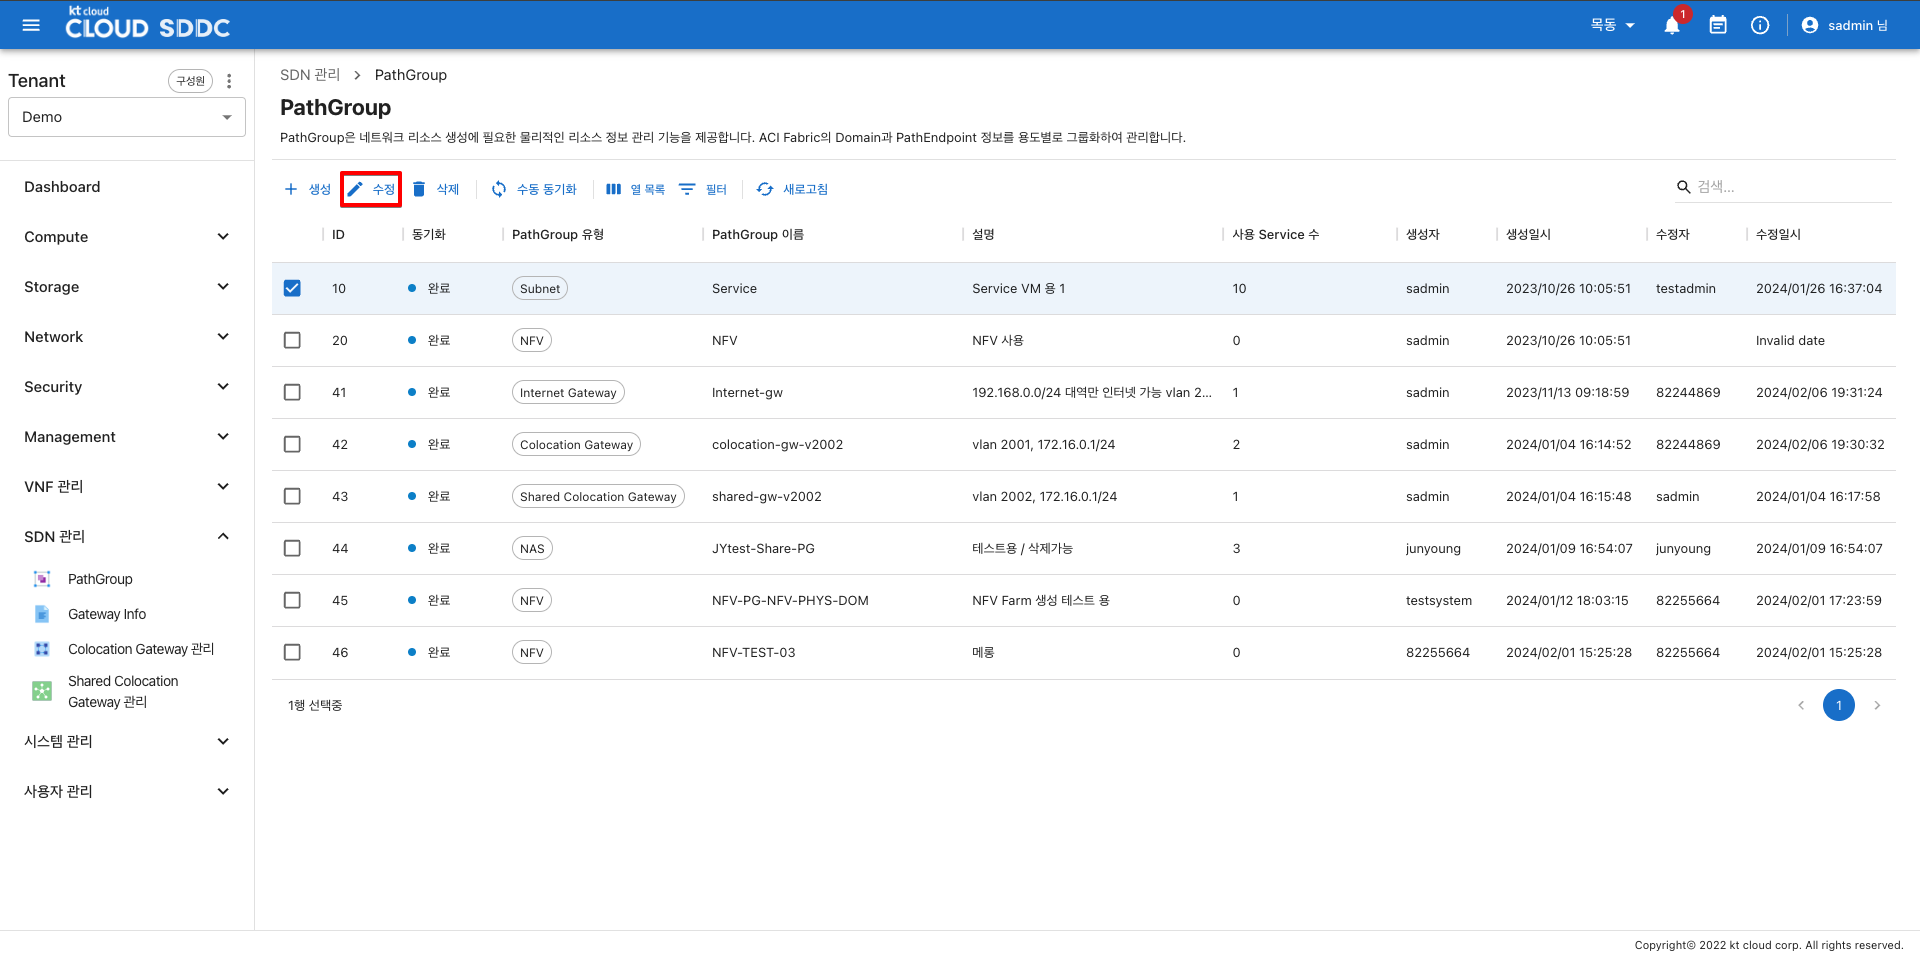 kt cloud
CLOUD SDDC
목동
1
sadmin 님
Tenant
구성원
Demo
Dashboard
Compute
Storage
Network
Security
Management
VNF 관리
SDN 관리
PathGroup
Gateway Info
Colocation Gateway 관리
Shared Colocation
Gateway 관리
시스템 관리
사용자 관리
SDN 관리 > PathGroup
PathGroup
PathGroup은 네트워크 리소스 생성에 필요한 물리적인 리소스 정보 관리 기능을 제공합니다. ACI Fabric의 Domain과 PathEndpoint 정보를 용도별로 그룹화하여 관리합니다.
생성 수정 삭제 수동 동기화 열 목록 필터 새로고침 검색...
ID 동기화 PathGroup 유형 PathGroup 이름 설명 사용 Service 수 생성자 생성일시 수정자 수정일시
10 완료 Subnet Service Service VM 용 1 10 sadmin 2023/10/26 10:05:51 testadmin 2024/01/26 16:37:04
20 완료 NFV NFV NFV 사용 0 sadmin 2023/10/26 10:05:51 Invalid date
41 완료 Internet Gateway Internet-gw 192.168.0.0/24 대역만 인터넷 가능 vlan 2... 1 sadmin 2023/11/13 09:18:59 82244869 2024/02/06 19:31:24
42 완료 Colocation Gateway colocation-gw-v2002 vlan 2001, 172.16.0.1/24 2 sadmin 2024/01/04 16:14:52 82244869 2024/02/06 19:30:32
43 완료 Shared Colocation Gateway shared-gw-v2002 vlan 2002, 172.16.0.1/24 1 sadmin 2024/01/04 16:15:48 sadmin 2024/01/04 16:17:58
44 완료 NAS JYtest-Share-PG 테스트용 / 삭제가능 3 junyoung 2024/01/09 16:54:07 junyoung 2024/01/09 16:54:07
45 완료 NFV NFV-PG-NFV-PHYS-DOM NFV Farm 생성 테스트 용 0 testsystem 2024/01/12 18:03:15 82255664 2024/02/01 17:23:59
46 완료 NFV NFV-TEST-03 메롱 0 82255664 2024/02/01 15:25:28 82255664 2024/02/01 15:25:28
1행 선택중
1
Copyright© 2022 kt cloud corp. All rights reserved.